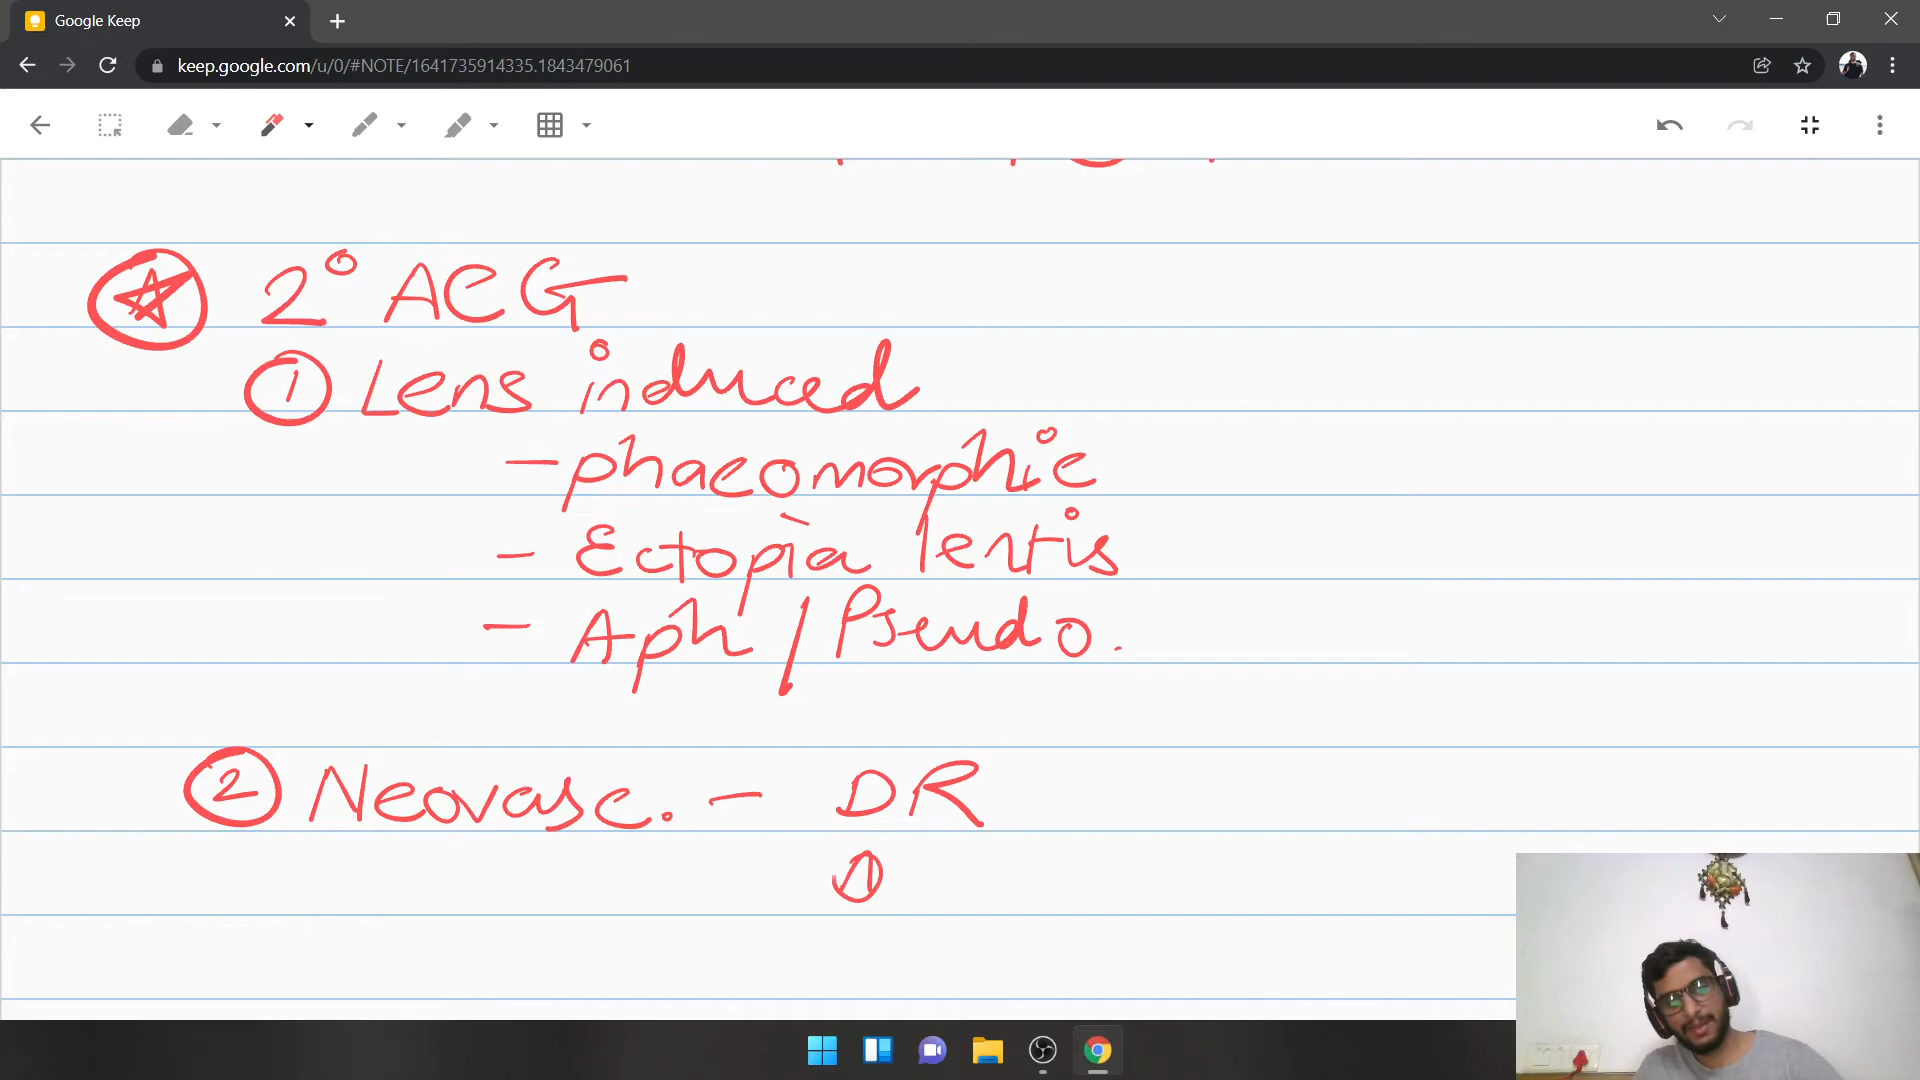 Google Keep
keep.google.com/u/0/#NOTE/1641735914335.1843479061
2° ACG
1 Lens induced
- phacomorphic
- Ectopia lentis
- Aph / Pseudo.
2 Neovasc. - DR